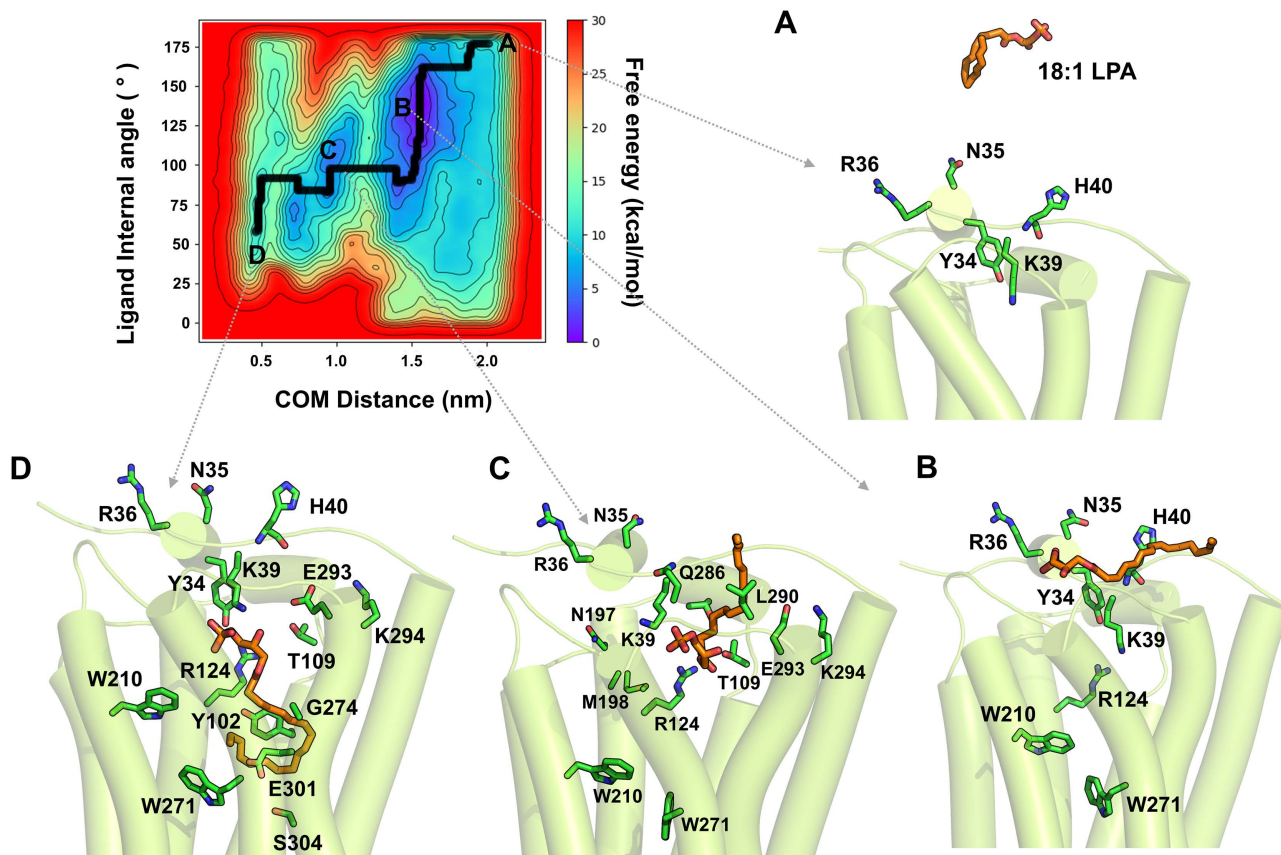 A
18:1 LPA
R36
N35
H40
Y34
K39
Ligand Internal angle ( ° )
175
150
125
100
75
50
25
0
0.5
1.0
1.5
2.0
COM Distance (nm)
A
B
C
D
30
25
20
15
10
5
0
Free energy (kcal/mol)
D
N35
R36
H40
K39
Y34
E293
K294
T109
R124
W210
G274
Y102
E301
W271
S304
C
N35
R36
Q286
L290
N197
K39
T109
E293
K294
M198
R124
W210
W271
B
N35
R36
H40
Y34
K39
R124
W210
W271